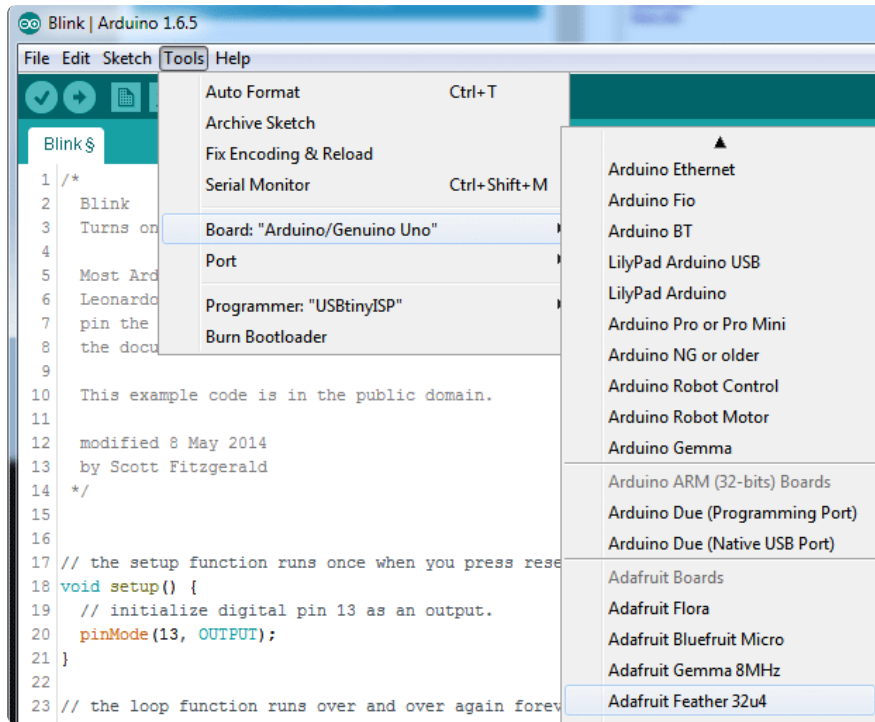 Blink | Arduino 1.6.5
File Edit Sketch Tools Help
Auto Format Ctrl+T
Archive Sketch
Fix Encoding & Reload
Serial Monitor Ctrl+Shift+M
Board: "Arduino/Genuino Uno"
Port
Programmer: "USBtinyISP"
Burn Bootloader
Arduino Ethernet
Arduino Fio
Arduino BT
LilyPad Arduino USB
LilyPad Arduino
Arduino Pro or Pro Mini
Arduino NG or older
Arduino Robot Control
Arduino Robot Motor
Arduino Gemma
Arduino ARM (32-bits) Boards
Arduino Due (Programming Port)
Arduino Due (Native USB Port)
Adafruit Boards
Adafruit Flora
Adafruit Bluefruit Micro
Adafruit Gemma 8MHz
Adafruit Feather 32u4
Blink §
1 /*
2 Blink
3 Turns on
4
5 Most Ard
6 Leonardo
7 pin the
8 the docu
9
10 This example code is in the public domain.
11
12 modified 8 May 2014
13 by Scott Fitzgerald
14 */
15
16
17 // the setup function runs once when you press rese
18 void setup() {
19 // initialize digital pin 13 as an output.
20 pinMode(13, OUTPUT);
21 }
22
23 // the loop function runs over and over again forev